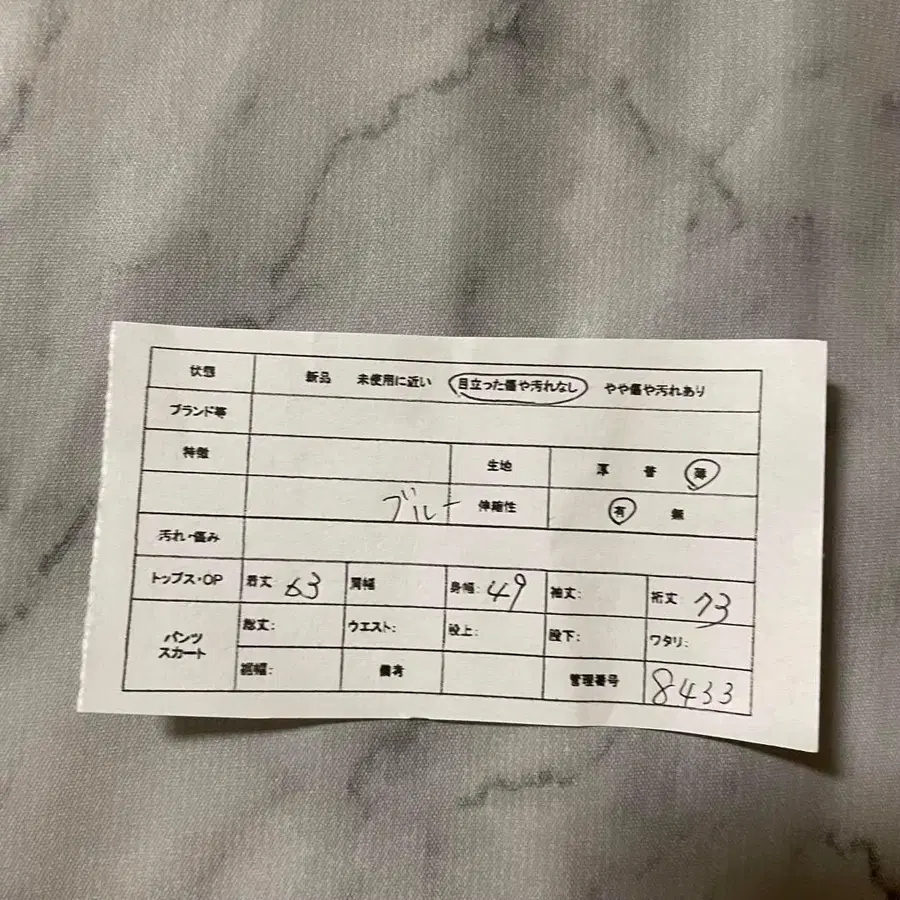 状態 新品 未使用に近い 目立った傷や汚れなし やや傷や汚れあり
ブランド等
特徴 生地 厚 普 薄
ブルー 伸縮性 有 無
汚れ・傷み
トップス・OP 着丈: 63 肩幅 身幅: 49 袖丈: 裄丈: 73
パンツ スカート 総丈: ウエスト: 股上: 股下: ワタリ:
裾幅: 備考 管理番号 8433